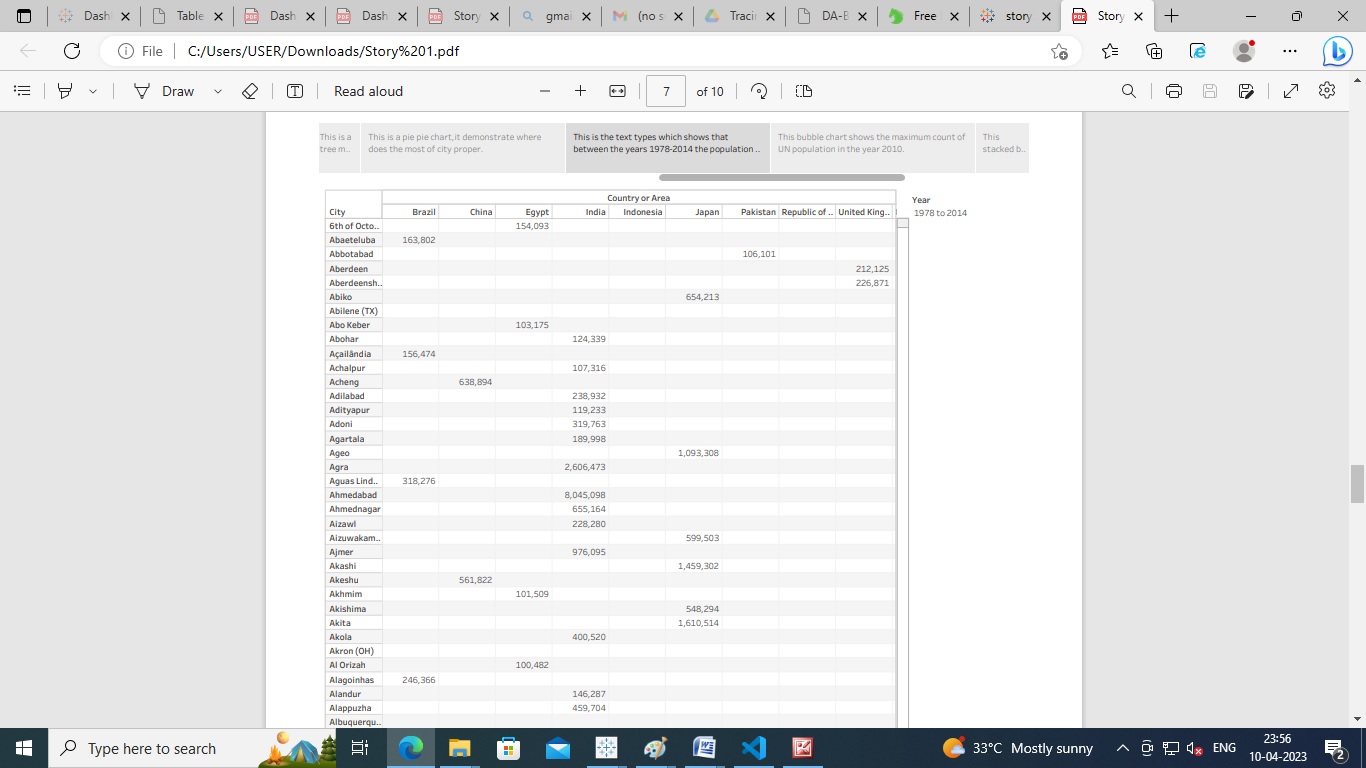 Dash
Table
Dash
Dash
Story
gmai
(no s
Traci
DA-B
Free
story
Story
File C:/Users/USER/Downloads/Story%201.pdf
Draw Read aloud 7 of 10
This is a
tree m..
This is a pie pie chart,it demonstrate where
does the most of city proper.
This is the text types which shows that
between the years 1978-2014 the population ..
This bubble chart shows the maximum count of
UN population in the year 2010.
This
stacked b..
Country or Area
City Brazil China Egypt India Indonesia Japan Pakistan Republic of .. United King..
6th of Octo.. 154,093
Abaeteluba 163,802
Abbotabad 106,101
Aberdeen 212,125
Aberdeensh.. 226,871
Abiko 654,213
Abilene (TX)
Abo Keber 103,175
Abohar 124,339
Açailândia 156,474
Achalpur 107,316
Acheng 638,894
Adilabad 238,932
Adityapur 119,233
Adoni 319,763
Agartala 189,998
Ageo 1,093,308
Agra 2,606,473
Aguas Lind.. 318,276
Ahmedabad 8,045,098
Ahmednagar 655,164
Aizawl 228,280
Aizuwakam.. 599,503
Ajmer 976,095
Akashi 1,459,302
Akeshu 561,822
Akhmim 101,509
Akishima 548,294
Akita 1,610,514
Akola 400,520
Akron (OH)
Al Orizah 100,482
Alagoinhas 246,366
Alandur 146,287
Alappuzha 459,704
Albuquerqu..
Year
1978 to 2014
Type here to search
33°C Mostly sunny
ENG
23:56
10-04-2023
2